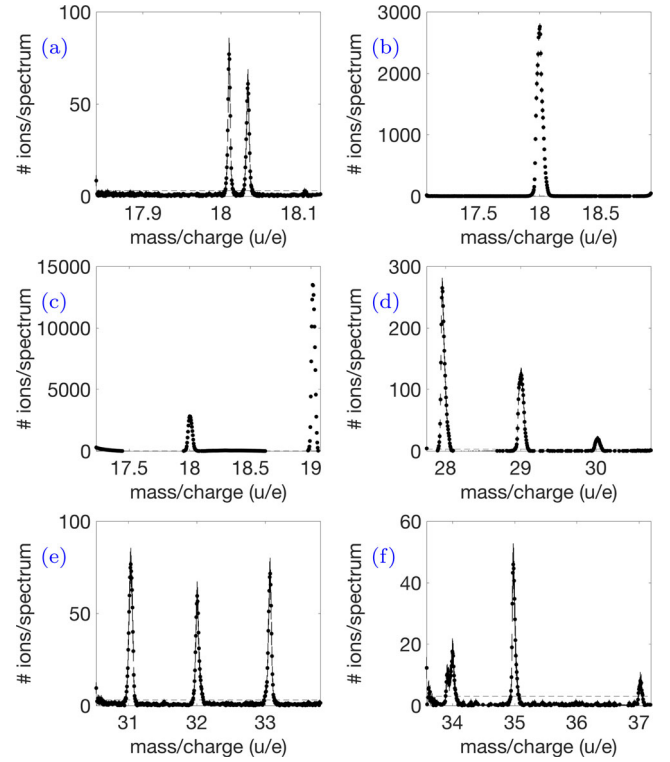 (a)
100
50
0
17.9
18
18.1
# ions/spectrum
mass/charge (u/e)
(b)
3000
2000
1000
0
17.5
18
18.5
# ions/spectrum
mass/charge (u/e)
(c)
15000
10000
5000
0
17.5
18
18.5
19
# ions/spectrum
mass/charge (u/e)
(d)
300
200
100
0
28
29
30
# ions/spectrum
mass/charge (u/e)
(e)
100
50
0
31
32
33
# ions/spectrum
mass/charge (u/e)
(f)
60
40
20
0
34
35
36
37
# ions/spectrum
mass/charge (u/e)